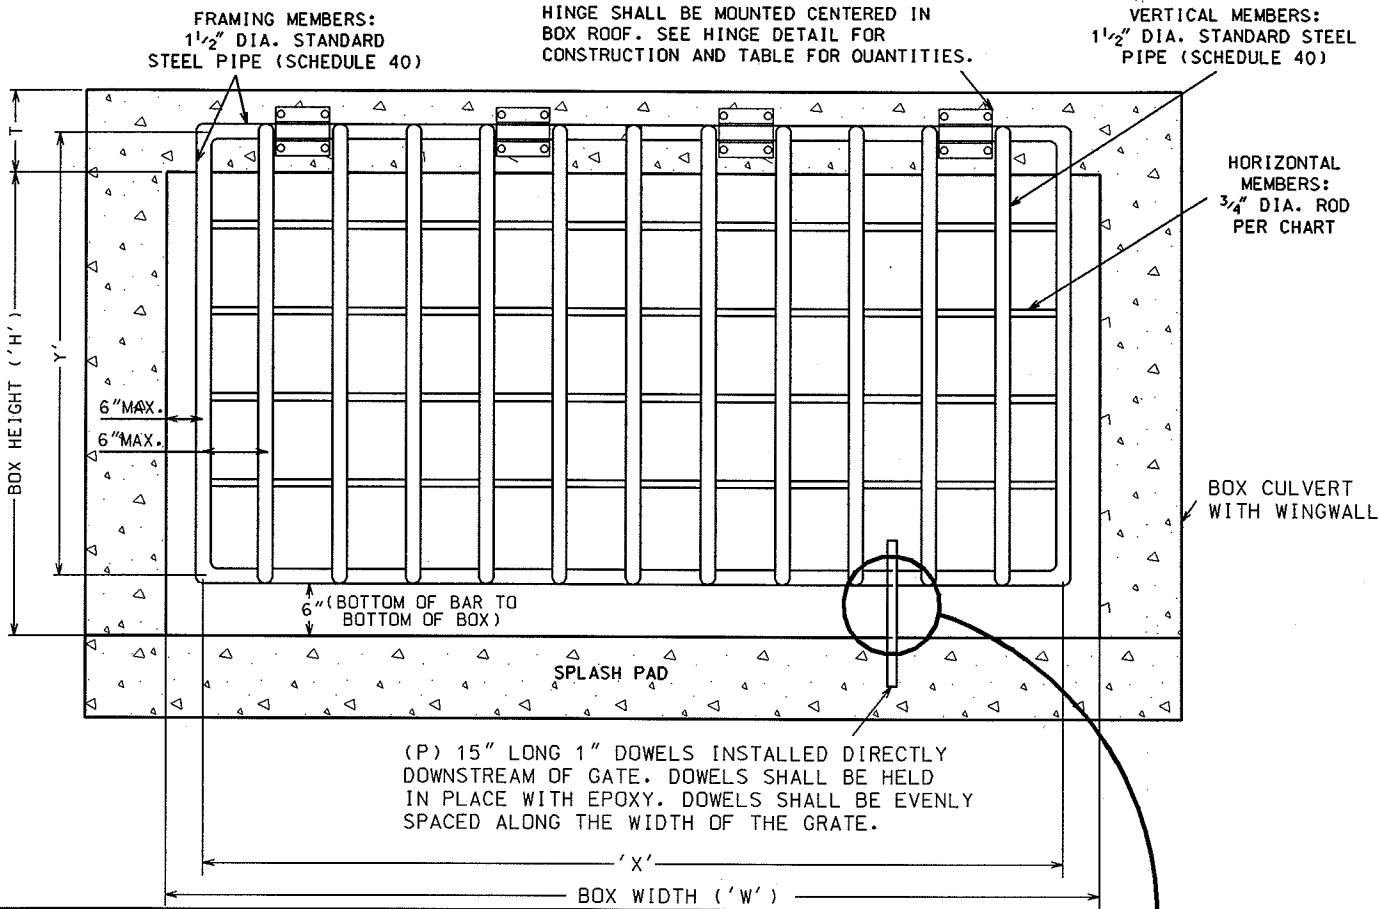 FRAMING MEMBERS:
1 1/2" DIA. STANDARD
STEEL PIPE (SCHEDULE 40)
HINGE SHALL BE MOUNTED CENTERED IN
BOX ROOF. SEE HINGE DETAIL FOR
CONSTRUCTION AND TABLE FOR QUANTITIES.
VERTICAL MEMBERS:
1 1/2" DIA. STANDARD STEEL
PIPE (SCHEDULE 40)
T
HORIZONTAL
MEMBERS:
3/4" DIA. ROD
PER CHART
BOX HEIGHT ('H')
Y'
6"MAX.
6"MAX.
BOX CULVERT
WITH WINGWALL
6"(BOTTOM OF BAR TO
BOTTOM OF BOX)
SPLASH PAD
(P) 15" LONG 1" DOWELS INSTALLED DIRECTLY
DOWNSTREAM OF GATE. DOWELS SHALL BE HELD
IN PLACE WITH EPOXY. DOWELS SHALL BE EVENLY
SPACED ALONG THE WIDTH OF THE GRATE.
'X'
BOX WIDTH ('W')